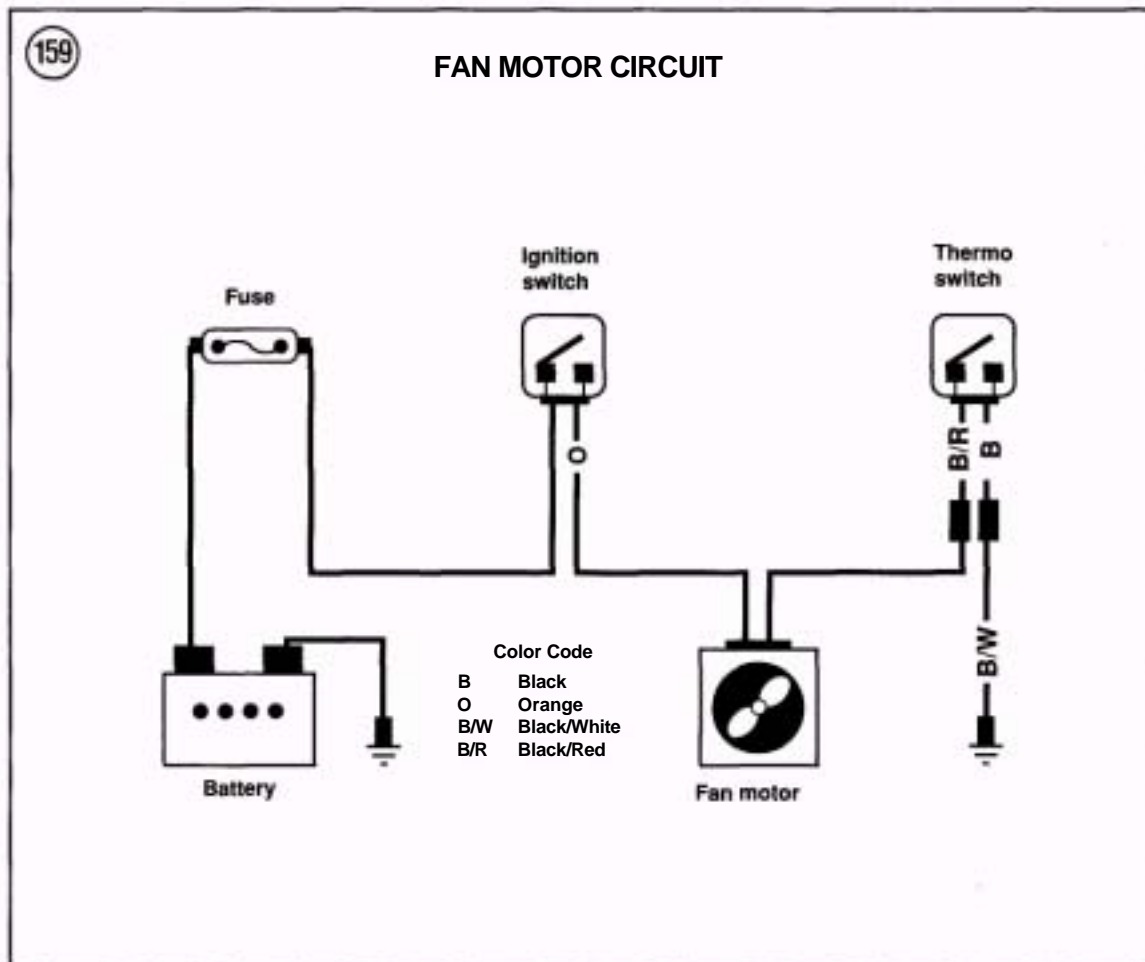 159
FAN MOTOR CIRCUIT
Ignition
switch
Thermo
switch
Fuse
O
B/R
B
B/W
Color Code
B Black
O Orange
B/W Black/White
B/R Black/Red
Battery
Fan motor